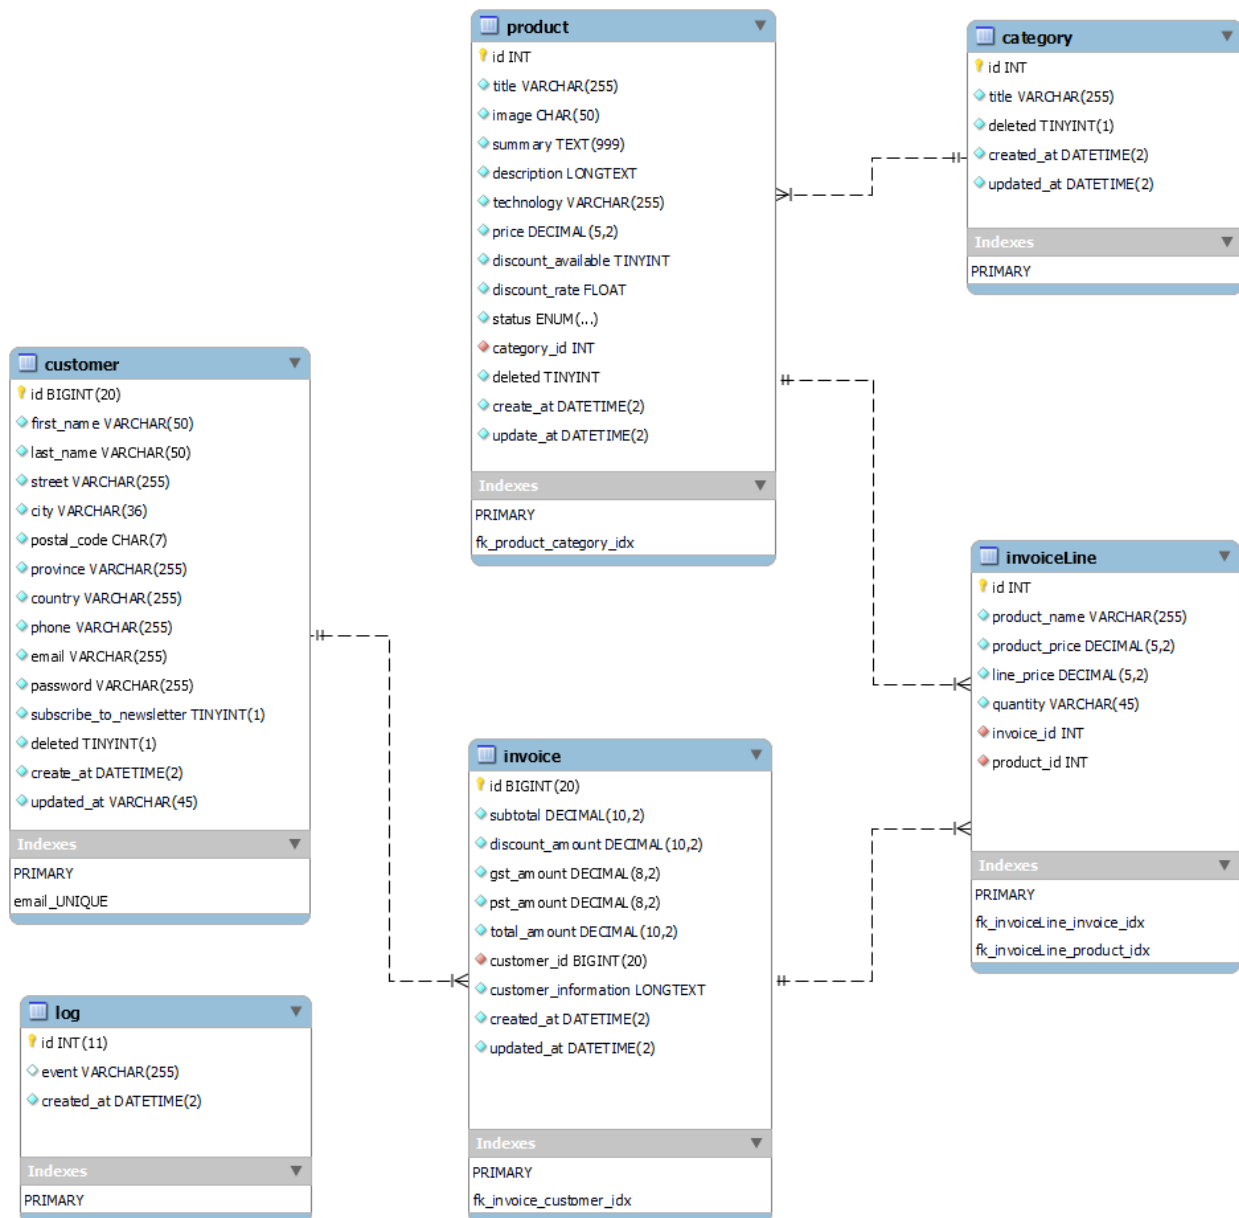 product
id INT
title VARCHAR(255)
image CHAR(50)
summary TEXT(999)
description LONGTEXT
technology VARCHAR(255)
price DECIMAL(5,2)
discount_available TINYINT
discount_rate FLOAT
status ENUM(...)
category_id INT
deleted TINYINT
create_at DATETIME(2)
update_at DATETIME(2)
Indexes
PRIMARY
fk_product_category_idx
category
id INT
title VARCHAR(255)
deleted TINYINT(1)
created_at DATETIME(2)
updated_at DATETIME(2)
Indexes
PRIMARY
customer
id BIGINT(20)
first_name VARCHAR(50)
last_name VARCHAR(50)
street VARCHAR(255)
city VARCHAR(36)
postal_code CHAR(7)
province VARCHAR(255)
country VARCHAR(255)
phone VARCHAR(255)
email VARCHAR(255)
password VARCHAR(255)
subscribe_to_newsletter TINYINT(1)
deleted TINYINT(1)
create_at DATETIME(2)
updated_at VARCHAR(45)
Indexes
PRIMARY
email_UNIQUE
invoiceLine
id INT
product_name VARCHAR(255)
product_price DECIMAL(5,2)
line_price DECIMAL(5,2)
quantity VARCHAR(45)
invoice_id INT
product_id INT
Indexes
PRIMARY
fk_invoiceLine_invoice_idx
fk_invoiceLine_product_idx
invoice
id BIGINT(20)
subtotal DECIMAL(10,2)
discount_amount DECIMAL(10,2)
gst_amount DECIMAL(8,2)
pst_amount DECIMAL(8,2)
total_amount DECIMAL(10,2)
customer_id BIGINT(20)
customer_information LONGTEXT
created_at DATETIME(2)
updated_at DATETIME(2)
Indexes
PRIMARY
fk_invoice_customer_idx
log
id INT(11)
event VARCHAR(255)
created_at DATETIME(2)
Indexes
PRIMARY